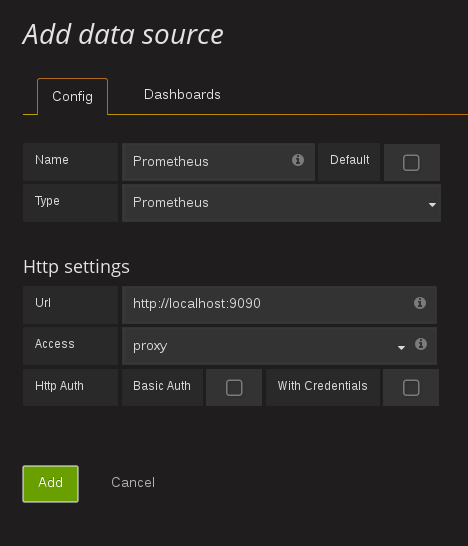 Add data source
Config Dashboards
Name Prometheus Default
Type Prometheus
Http settings
Url http://localhost:9090
Access proxy
Http Auth Basic Auth With Credentials
Add Cancel